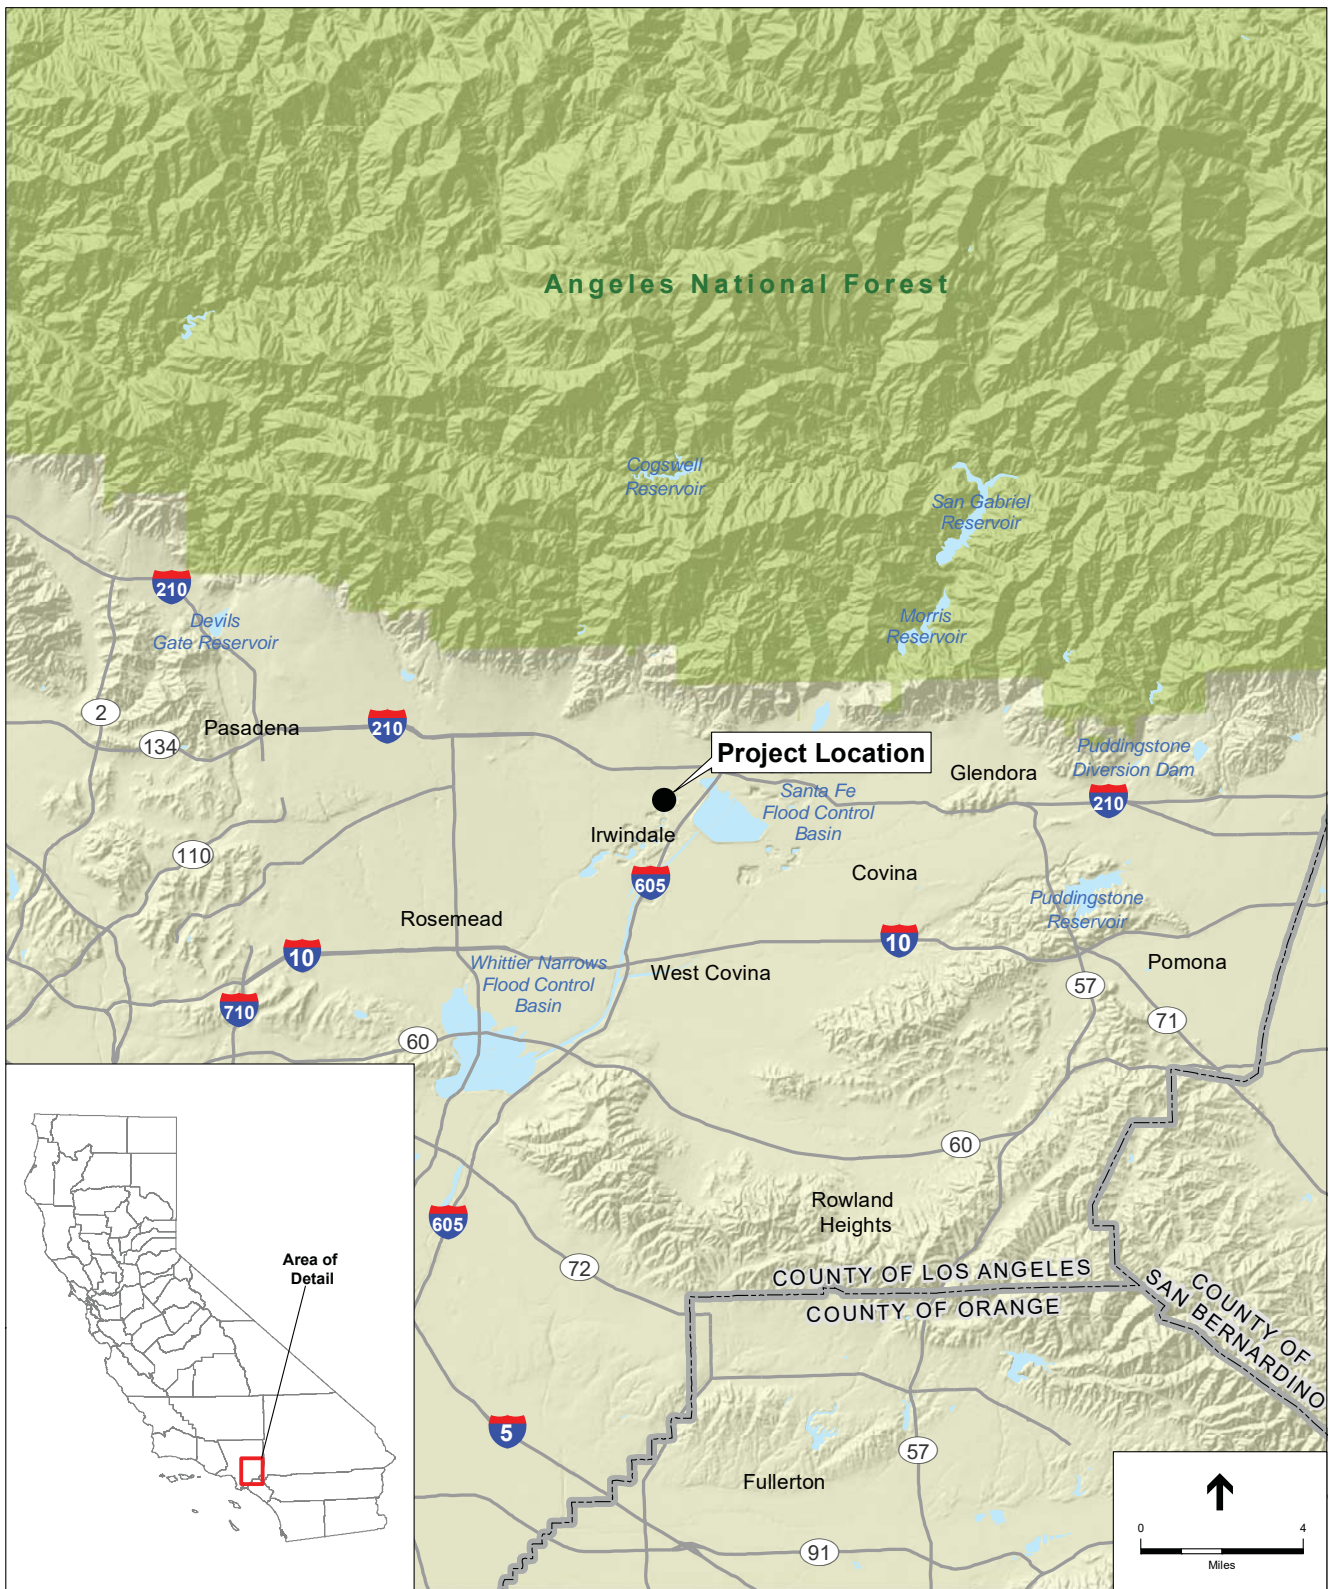 Angeles National Forest
Cogswell
Reservoir
San Gabriel
Reservoir
210
Devils
Gate Reservoir
Morris
Reservoir
2
Pasadena
210
134
Project Location
Glendora
Puddingstone
Diversion Dam
210
Santa Fe
Flood Control
Basin
Irwindale
110
605
Covina
Puddingstone
Reservoir
Rosemead
10
10
Whittier Narrows
Flood Control
Basin
West Covina
Pomona
57
710
71
60
60
Rowland
Heights
605
72
COUNTY OF LOS ANGELES
COUNTY OF ORANGE
COUNTY OF
SAN BERNARDINO
5
57
Fullerton
91
Area of
Detail
0
4
Miles